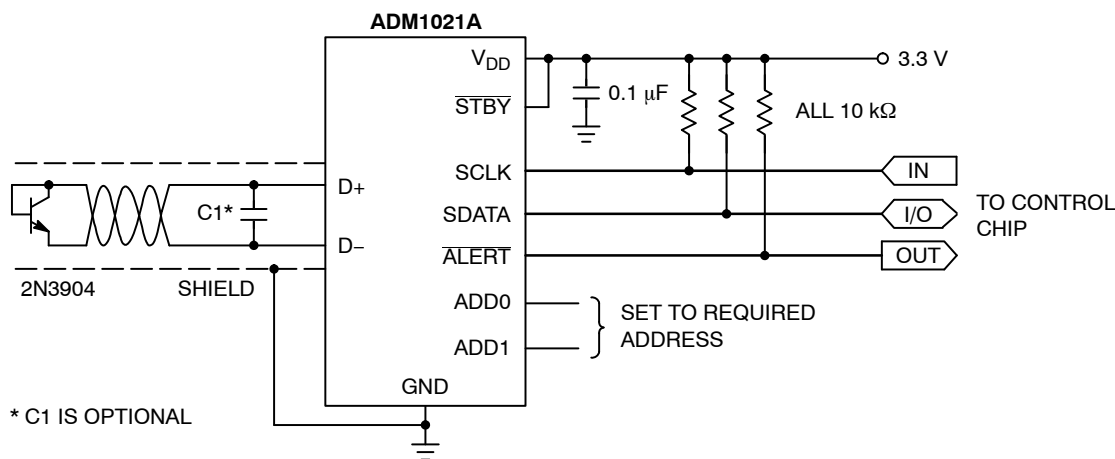 ADM1021A
VDD
3.3 V
STBY
0.1 μF
ALL 10 kΩ
SCLK
IN
D+
C1*
SDATA
I/O
TO CONTROL
CHIP
D−
ALERT
OUT
2N3904
SHIELD
ADD0
SET TO REQUIRED
ADDRESS
ADD1
GND
* C1 IS OPTIONAL